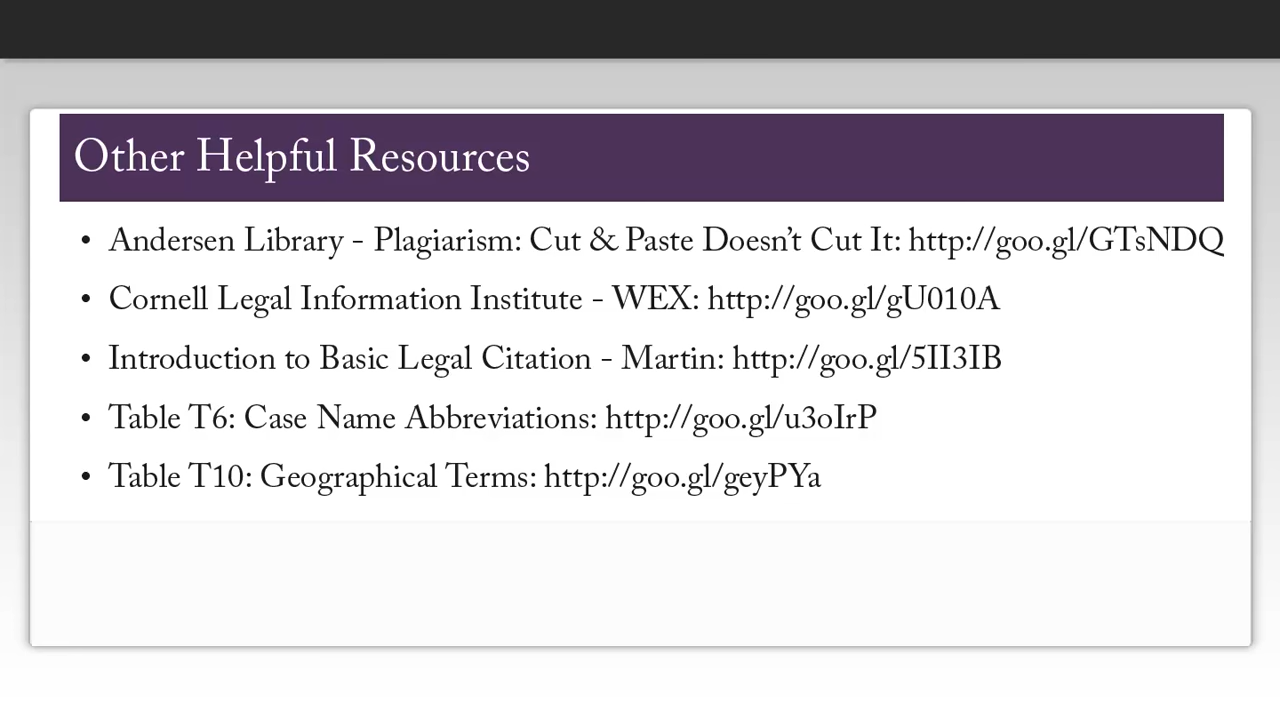 Other Helpful Resources
• Andersen Library - Plagiarism: Cut & Paste Doesn’t Cut It: http://goo.gl/GTsNDQ
• Cornell Legal Information Institute - WEX: http://goo.gl/gU010A
• Introduction to Basic Legal Citation - Martin: http://goo.gl/5II3IB
• Table T6: Case Name Abbreviations: http://goo.gl/u3oIrP
• Table T10: Geographical Terms: http://goo.gl/geyPYa